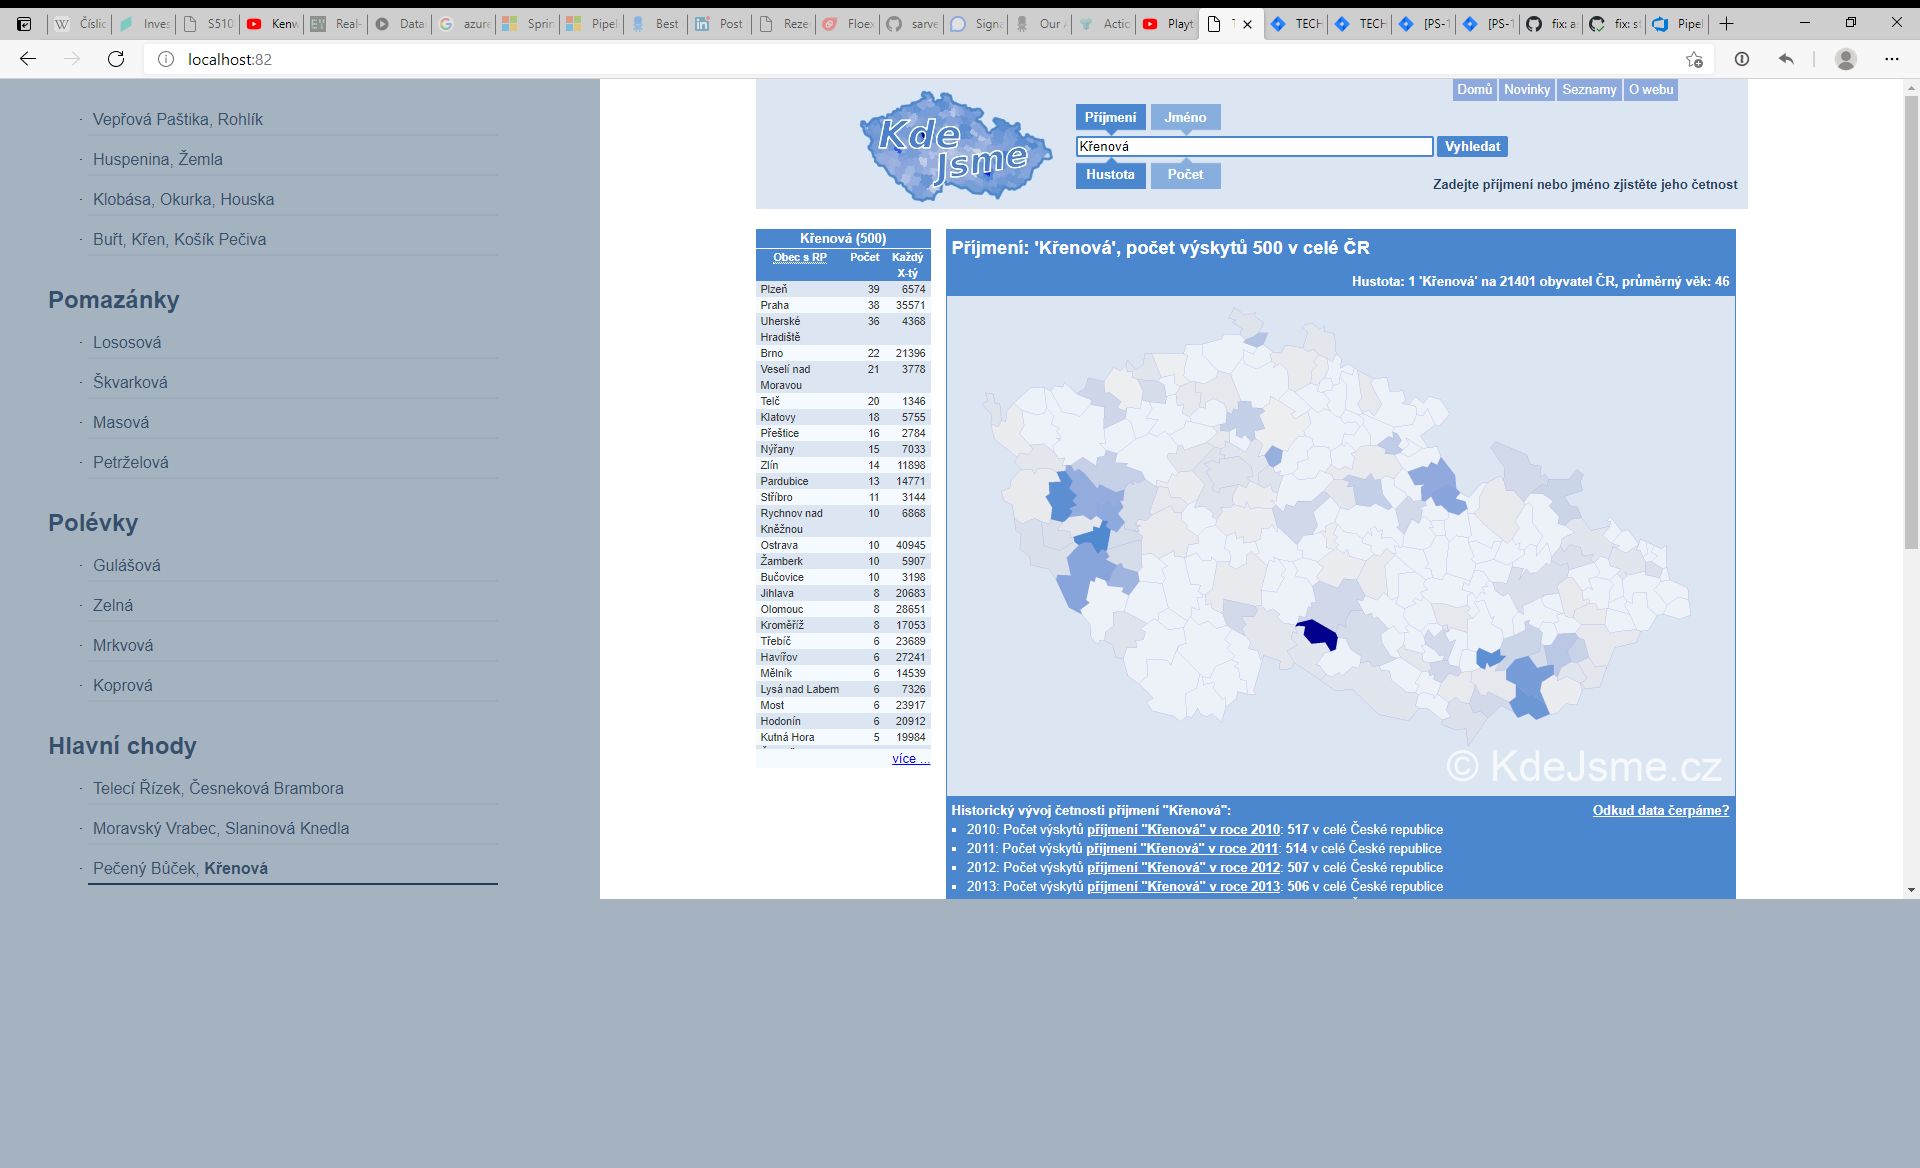 Číslic
Inves
S510
Kenw
Real-
Data
azure
Sprin
Pipel
Best
Post
Reze
Floex
sarve
Signa
Our A
Actio
Playt
TECH
TECH
[PS-1
[PS-1
fix: a
fix: s
Pipel
localhost:82
Vepřová Paštika, Rohlík
Huspenina, Žemla
Klobása, Okurka, Houska
Buřt, Křen, Košík Pečiva
Pomazánky
Lososová
Škvarková
Masová
Petrželová
Polévky
Gulášová
Zelná
Mrkvová
Koprová
Hlavní chody
Telecí Řízek, Česneková Brambora
Moravský Vrabec, Slaninová Knedla
Pečený Bůček, Křenová
Domů Novinky Seznamy O webu
Kde Jsme
Příjmení Jméno
Křenová Vyhledat
Hustota Počet
Zadejte příjmení nebo jméno zjistěte jeho četnost
Křenová (500)
Obec s RP Počet Každý X-tý
Plzeň 39 6574
Praha 38 35571
Uherské Hradiště 36 4368
Brno 22 21396
Veselí nad Moravou 21 3778
Telč 20 1346
Klatovy 18 5755
Přeštice 16 2784
Nýřany 15 7033
Zlín 14 11898
Pardubice 13 14771
Stříbro 11 3144
Rychnov nad Kněžnou 10 6868
Ostrava 10 40945
Žamberk 10 5907
Bučovice 10 3198
Jihlava 8 20683
Olomouc 8 28651
Kroměříž 8 17053
Třebíč 6 23689
Havířov 6 27241
Mělník 6 14539
Lysá nad Labem 6 7326
Most 6 23917
Hodonín 6 20912
Kutná Hora 5 19984
více ...
Příjmení: 'Křenová', počet výskytů 500 v celé ČR
Hustota: 1 'Křenová' na 21401 obyvatel ČR, průměrný věk: 46
© KdeJsme.cz
Historický vývoj četnosti příjmení "Křenová": Odkud data čerpáme?
2010: Počet výskytů příjmení "Křenová" v roce 2010: 517 v celé České republice
2011: Počet výskytů příjmení "Křenová" v roce 2011: 514 v celé České republice
2012: Počet výskytů příjmení "Křenová" v roce 2012: 507 v celé České republice
2013: Počet výskytů příjmení "Křenová" v roce 2013: 506 v celé České republice